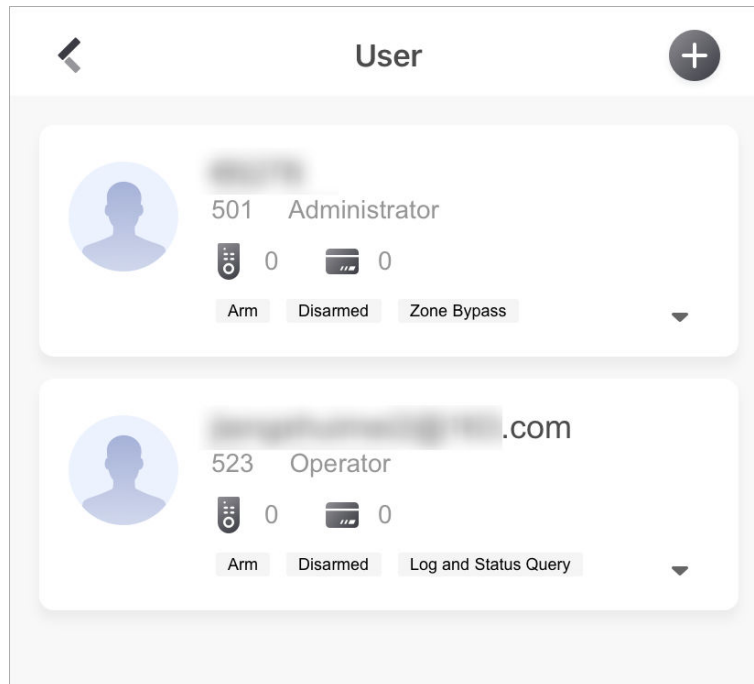 User
501 Administrator
0 0
Arm Disarmed Zone Bypass
.com
523 Operator
0 0
Arm Disarmed Log and Status Query